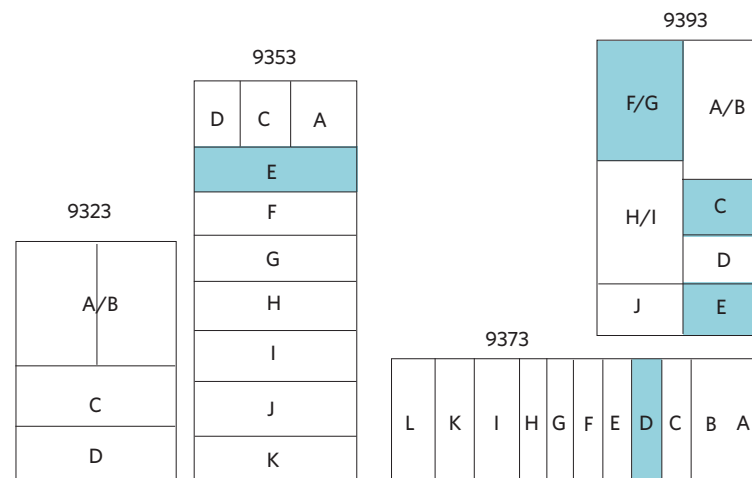 9393
F/G
A/B
C
H/I
D
J
E
9353
D C A
E
F
G
H
I
J
K
9323
A/B
C
D
9373
L K I H G F E D C B A